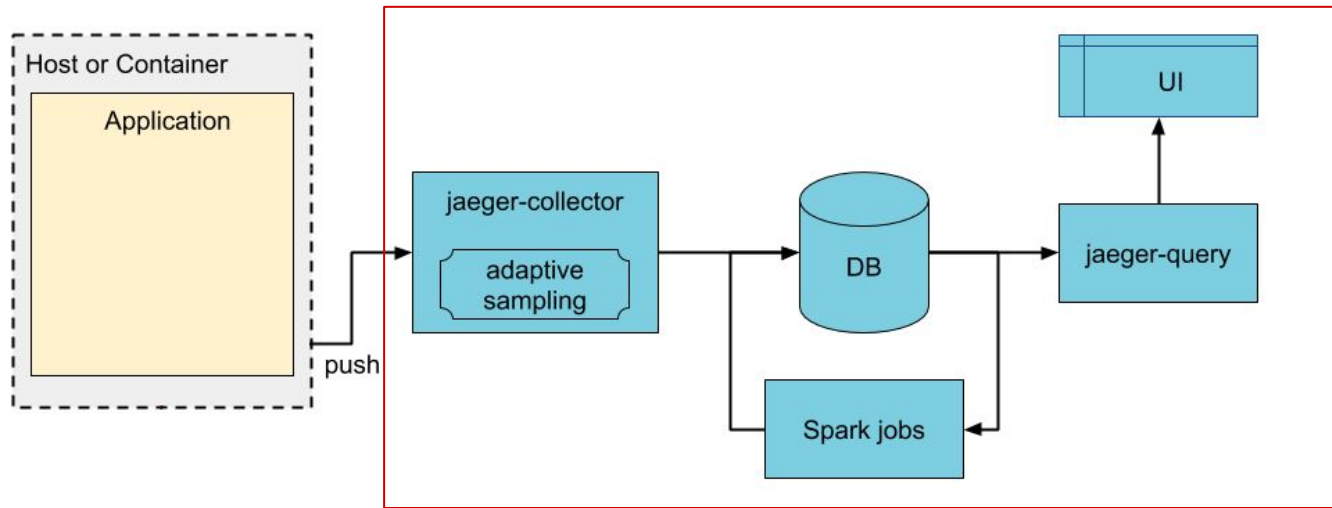 Host or Container
Application
push
jaeger-collector
adaptive
sampling
DB
Spark jobs
UI
jaeger-query